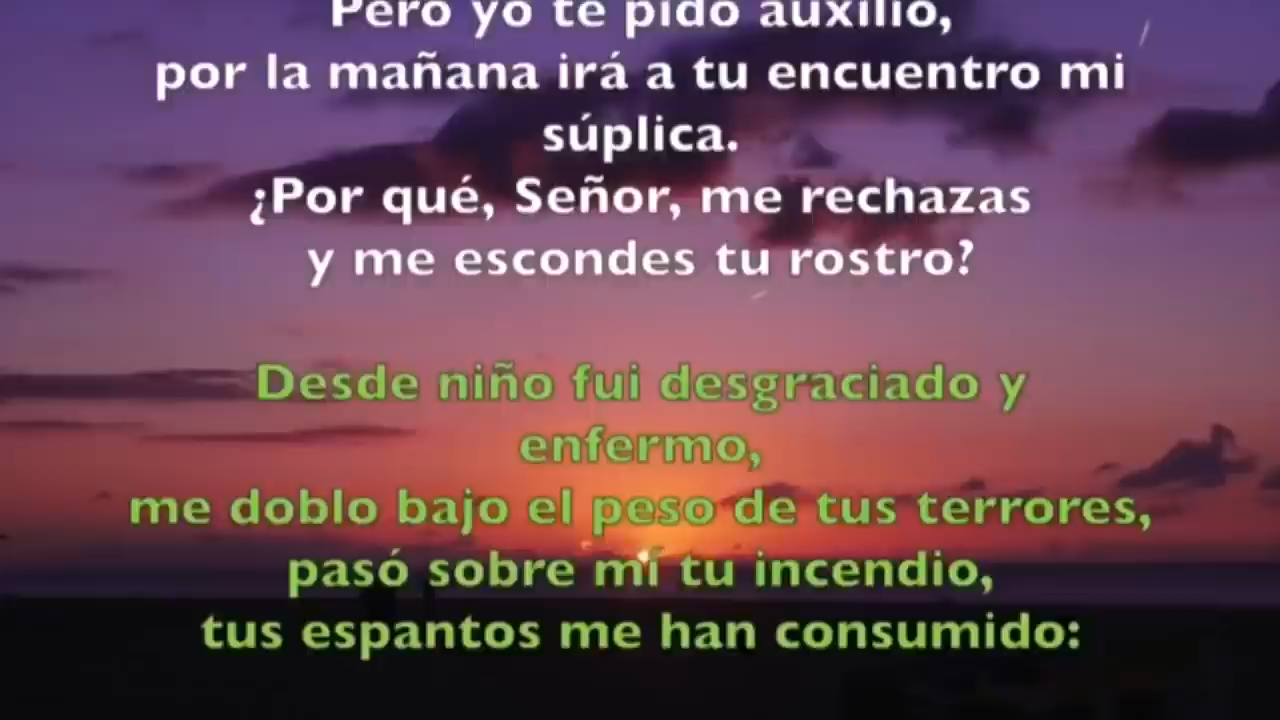 Pero yo te pido auxilio,
por la mañana irá a tu encuentro mi
súplica.
¿Por qué, Señor, me rechazas
y me escondes tu rostro?
Desde niño fui desgraciado y
enfermo,
me doblo bajo el peso de tus terrores,
pasó sobre mí tu incendio,
tus espantos me han consumido: